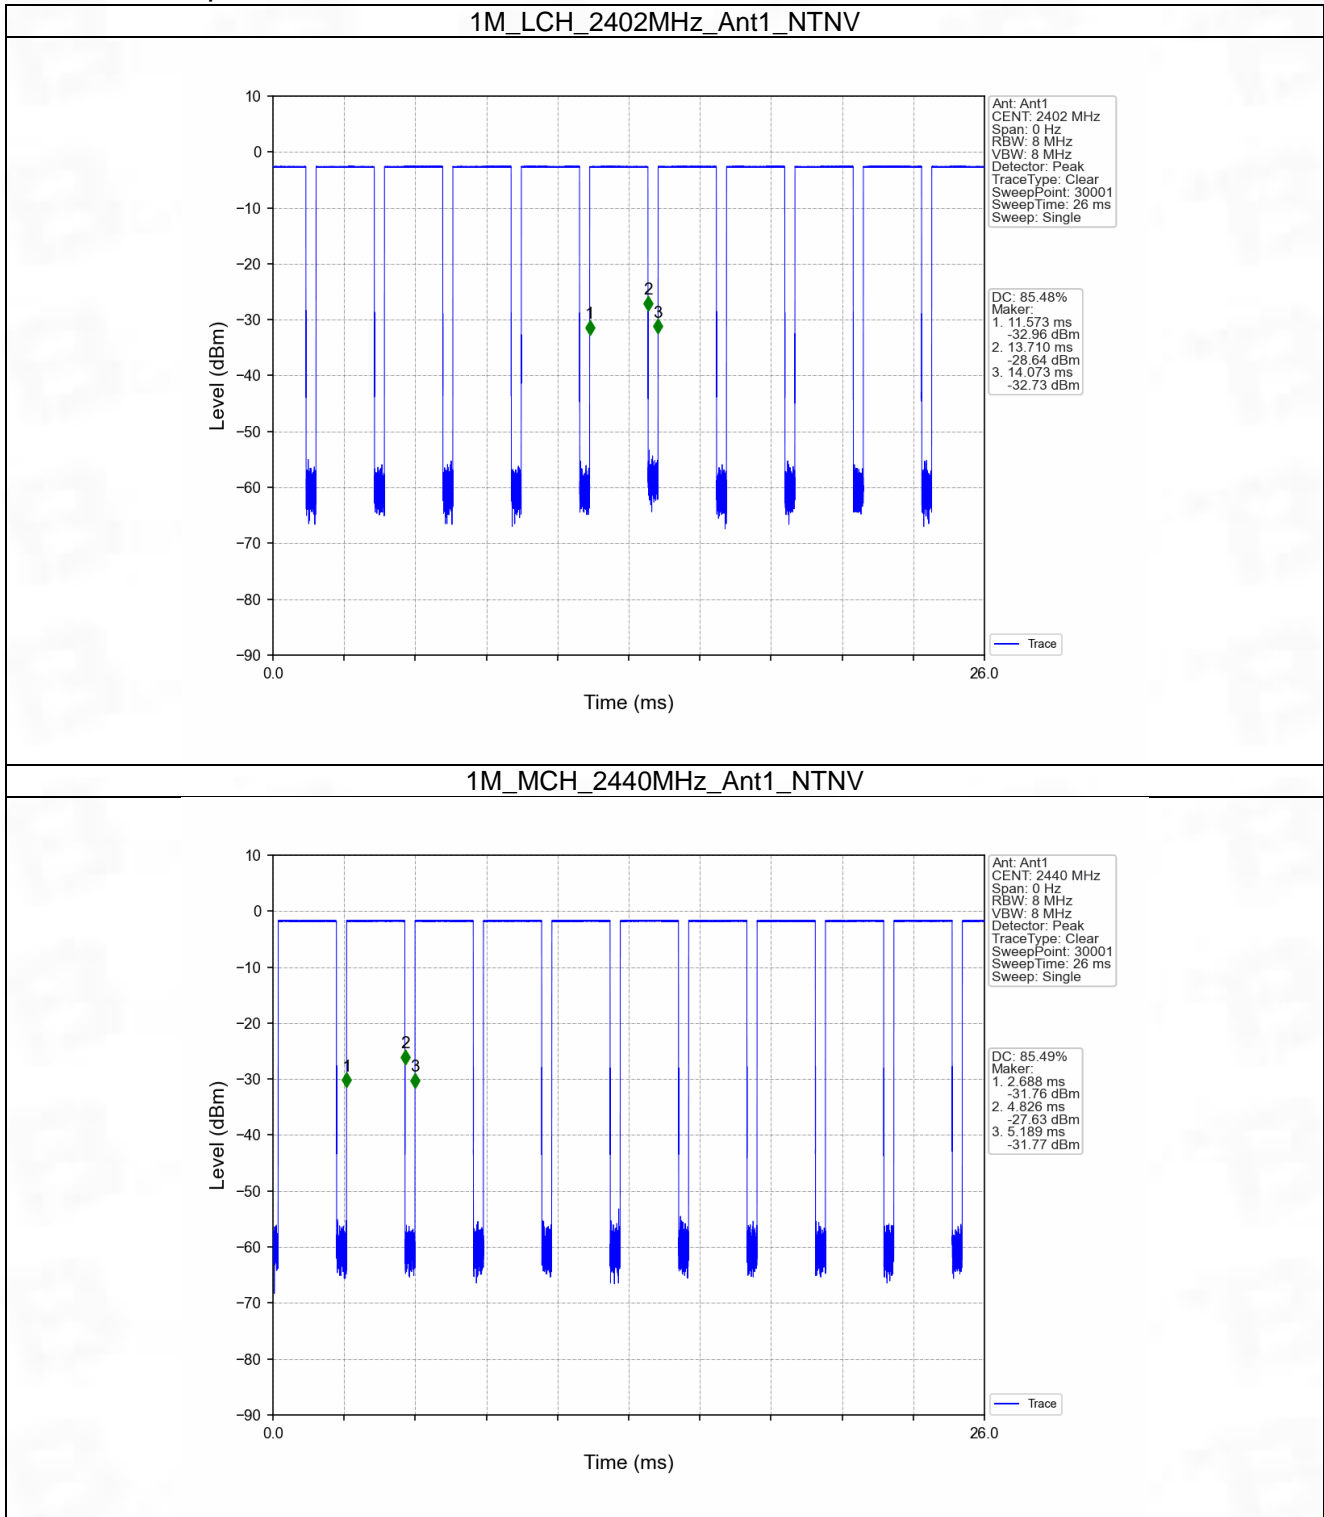 1M_LCH_2402MHz_Ant1_NTNV
10
0
−10
−20
−30
−40
−50
−60
−70
−80
−90
Level (dBm)
0.0
26.0
Time (ms)
1
2
3
Ant: Ant1
CENT: 2402 MHz
Span: 0 Hz
RBW: 8 MHz
VBW: 8 MHz
Detector: Peak
TraceType: Clear
SweepPoint: 30001
SweepTime: 26 ms
Sweep: Single
DC: 85.48%
Maker:
1. 11.573 ms
-32.96 dBm
2. 13.710 ms
-28.64 dBm
3. 14.073 ms
-32.73 dBm
Trace
1M_MCH_2440MHz_Ant1_NTNV
10
0
−10
−20
−30
−40
−50
−60
−70
−80
−90
Level (dBm)
0.0
26.0
Time (ms)
1
2
3
Ant: Ant1
CENT: 2440 MHz
Span: 0 Hz
RBW: 8 MHz
VBW: 8 MHz
Detector: Peak
TraceType: Clear
SweepPoint: 30001
SweepTime: 26 ms
Sweep: Single
DC: 85.49%
Maker:
1. 2.688 ms
-31.76 dBm
2. 4.826 ms
-27.63 dBm
3. 5.189 ms
-31.77 dBm
Trace